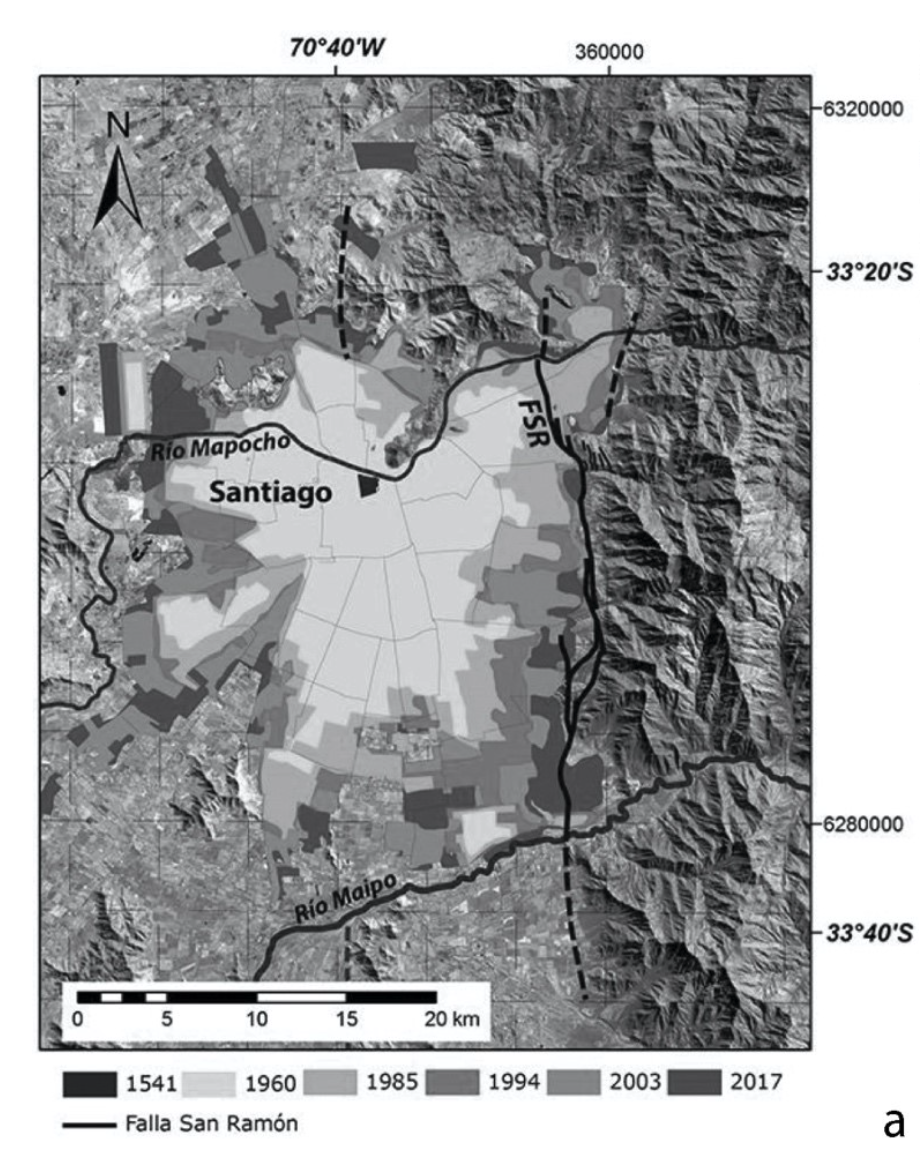 70°40'W
360000
6320000
N
33°20'S
FSR
Río Mapocho
Santiago
6280000
Río Maipo
33°40'S
0 5 10 15 20 km
1541 1960 1985 1994 2003 2017
Falla San Ramón
a